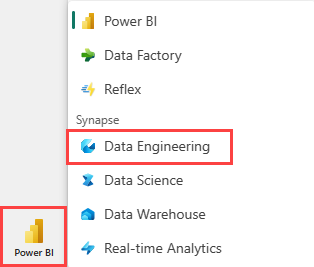 Power BI
Data Factory
Reflex
Synapse
Data Engineering
Data Science
Data Warehouse
Real-time Analytics
Power BI